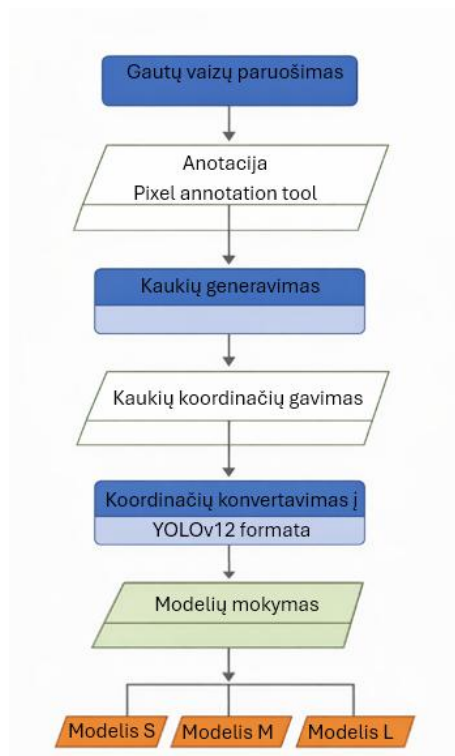 Gautų vaizų paruošimas
Anotacija
Pixel annotation tool
Kaukių generavimas
Kaukių koordinačių gavimas
Koordinačių konvertavimas į
YOLOv12 formata
Modelių mokymas
Modelis S
Modelis M
Modelis L